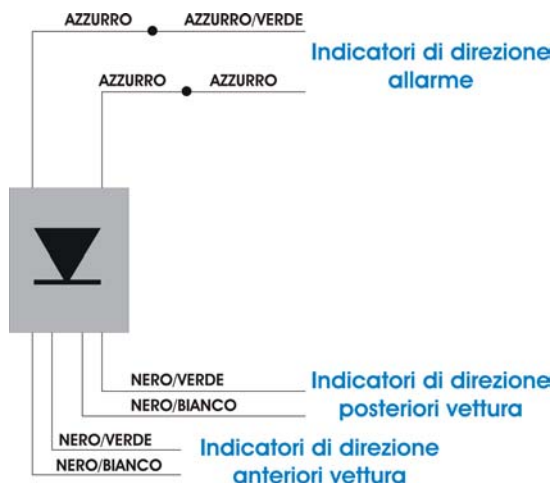 AZZURRO AZZURRO/VERDE
Indicatori di direzione
allarme
AZZURRO AZZURRO
NERO/VERDE
Indicatori di direzione
posteriori vettura
NERO/BIANCO
NERO/VERDE
Indicatori di direzione
anteriori vettura
NERO/BIANCO